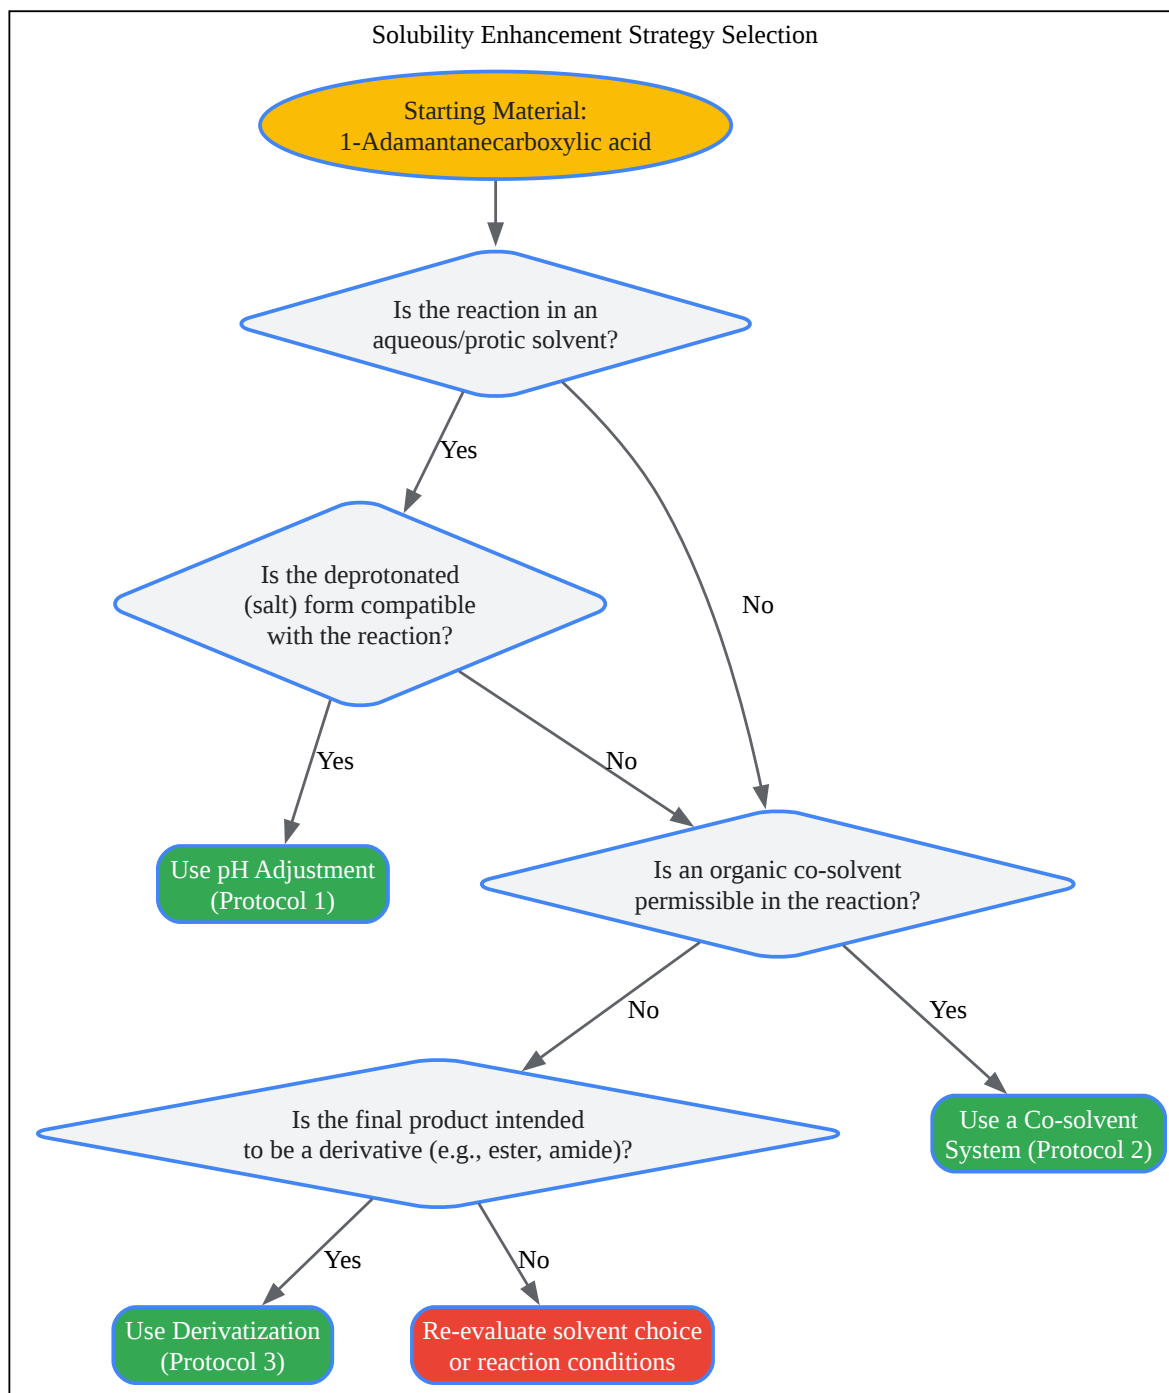 Solubility Enhancement Strategy Selection
Starting Material:
1-Adamantanecarboxylic acid
Is the reaction in an
aqueous/protic solvent?
Yes
No
Is the deprotonated
(salt) form compatible
with the reaction?
Yes
No
Use pH Adjustment
(Protocol 1)
Is an organic co-solvent
permissible in the reaction?
No
Yes
Is the final product intended
to be a derivative (e.g., ester, amide)?
Use a Co-solvent
System (Protocol 2)
Yes
No
Use Derivatization
(Protocol 3)
Re-evaluate solvent choice
or reaction conditions